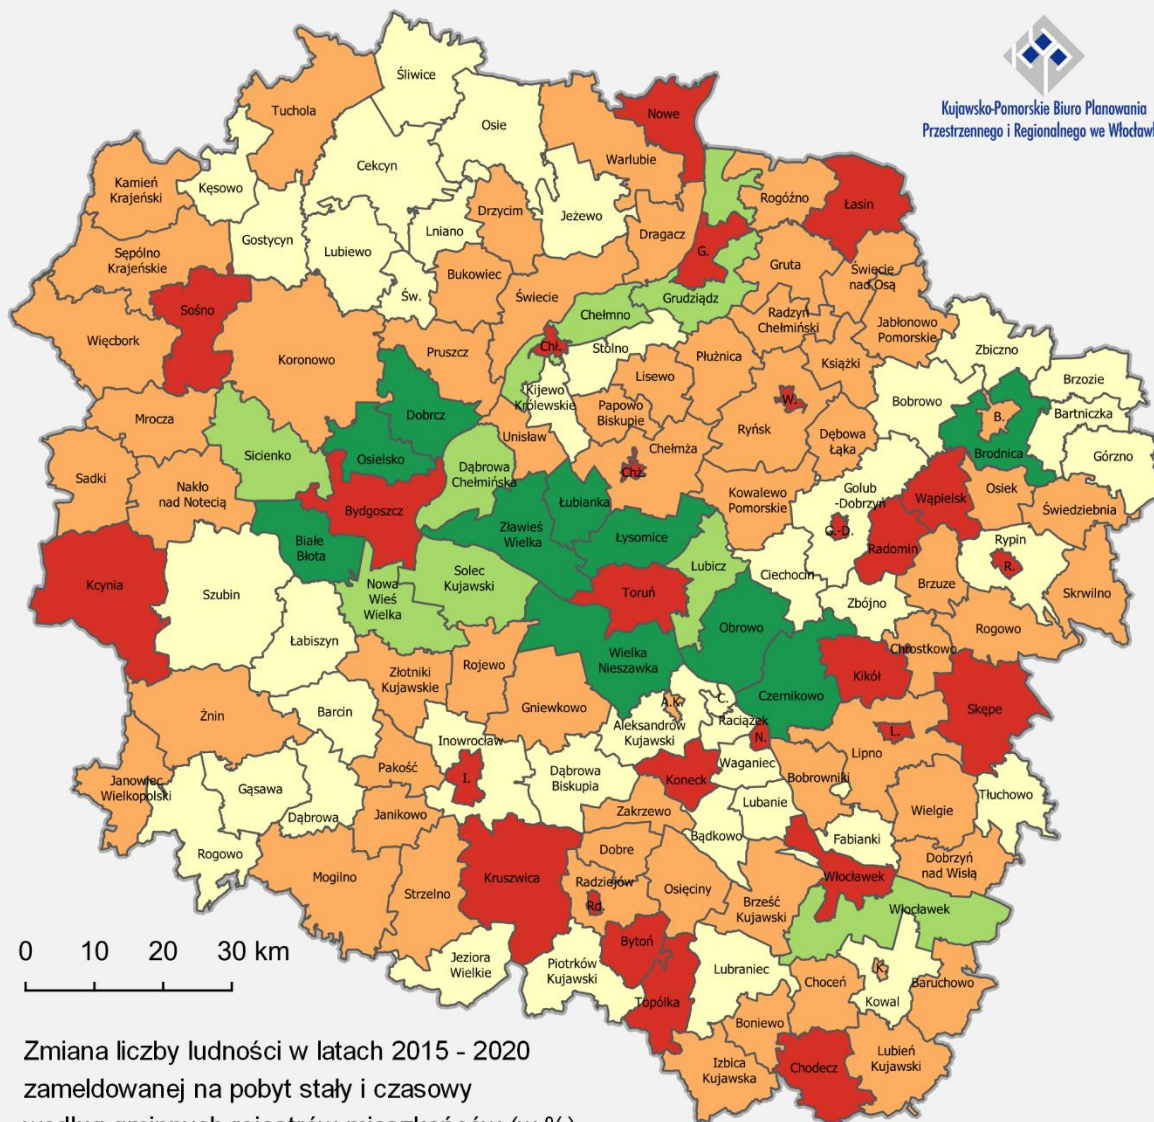 Kujawsko-Pomorskie Biuro Planowania
Przestrzennego i Regionalnego we Włocławk
Śliwice
Tuchola
Osie
Nowe
Cekcyn
Warlubie
Kamień
Krajeński
Kęsowo
Drzycim
Jeżewo
Rogóźno
Łasin
Gostycyn
Lniano
Dragacz
Sępólno
Krajeńskie
Lubiewo
Bukowiec
G.
Gruta
Świecie
nad Osą
Św.
Świecie
Chełmno
Grudziądz
Sośno
Radzyń
Chełmiński
Jabłonowo
Pomorskie
Więcbork
Koronowo
Pruszcz
Chł.
Stolno
Płużnica
Książki
Zbiczno
Brzozie
Lisewo
Kijewo
Królewskie
Bobrowo
Bartniczka
Mrocza
Dobrcz
Papowo
Biskupie
W.
B.
Unisław
Ryńsk
Dębowa
Łąka
Brodnica
Górzno
Sicienko
Osielsko
Chełmża
Sadki
Dąbrowa
Chełmińska
Chż.
Nakło
nad Notecią
Golub
-Dobrzyń
Wąpielsk
Osiek
Łubianka
Kowalewo
Pomorskie
Bydgoszcz
Zławieś
Wielka
Świedziebnia
G.-D.
Białe
Błota
Łysomice
Radomin
Rypin
R.
Solec
Kujawski
Lubicz
Ciechocin
Nowa
Wieś
Wielka
Kcynia
Szubin
Toruń
Brzuze
Skrwilno
Zbójno
Obrowo
Rogowo
Łabiszyn
Wielka
Nieszawka
Chrostkowo
Złotniki
Kujawskie
Rojewo
Kikół
Czernikowo
A.K.
C.
Gniewkowo
Skępe
Barcin
Aleksandrów
Kujawski
Raciążek
Żnin
Inowrocław
N.
L.
Lipno
Pakość
Waganiec
I.
Dąbrowa
Biskupia
Koneck
Bobrowniki
Janowiec
Wielkopolski
Gąsawa
Tłuchowo
Lubanie
Dąbrowa
Janikowo
Zakrzewo
Wielgie
Bądkowo
Fabianki
Rogowo
Dobre
Dobrzyń
nad Wisłą
Mogilno
Kruszwica
Radziejów
Włocławek
Strzelno
Osięciny
Rd.
Brześć
Kujawski
Włocławek
Bytoń
0 10 20 30 km
Jeziora
Wielkie
Piotrków
Kujawski
Lubraniec
K.
Choceń
Baruchowo
Topólka
Kowal
Boniewo
Zmiana liczby ludności w latach 2015 - 2020
Izbica
Kujawska
Chodecz
Lubień
Kujawski
zameldowanej na pobyt stały i czasowy
według gminnych rejestrów mieszkańców (w %)